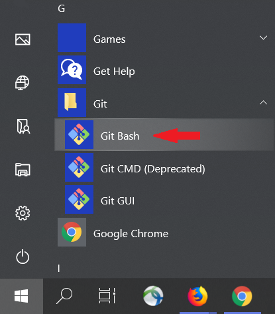 G
Games
Get Help
Git
Git Bash
Git CMD (Deprecated)
Git GUI
Google Chrome
I